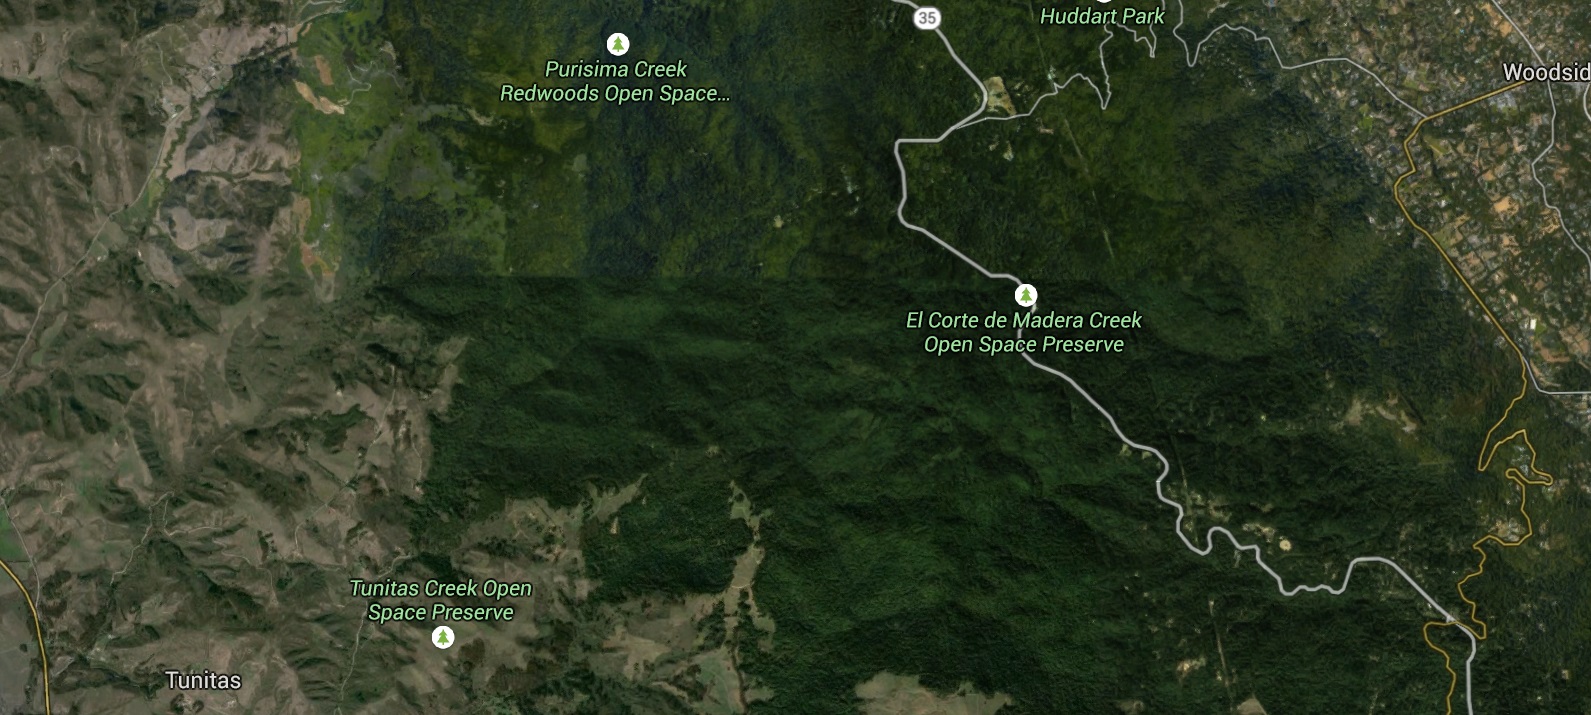 35
Huddart Park
Purisima Creek
Redwoods Open Space...
Woodsid
El Corte de Madera Creek
Open Space Preserve
Tunitas Creek Open
Space Preserve
Tunitas